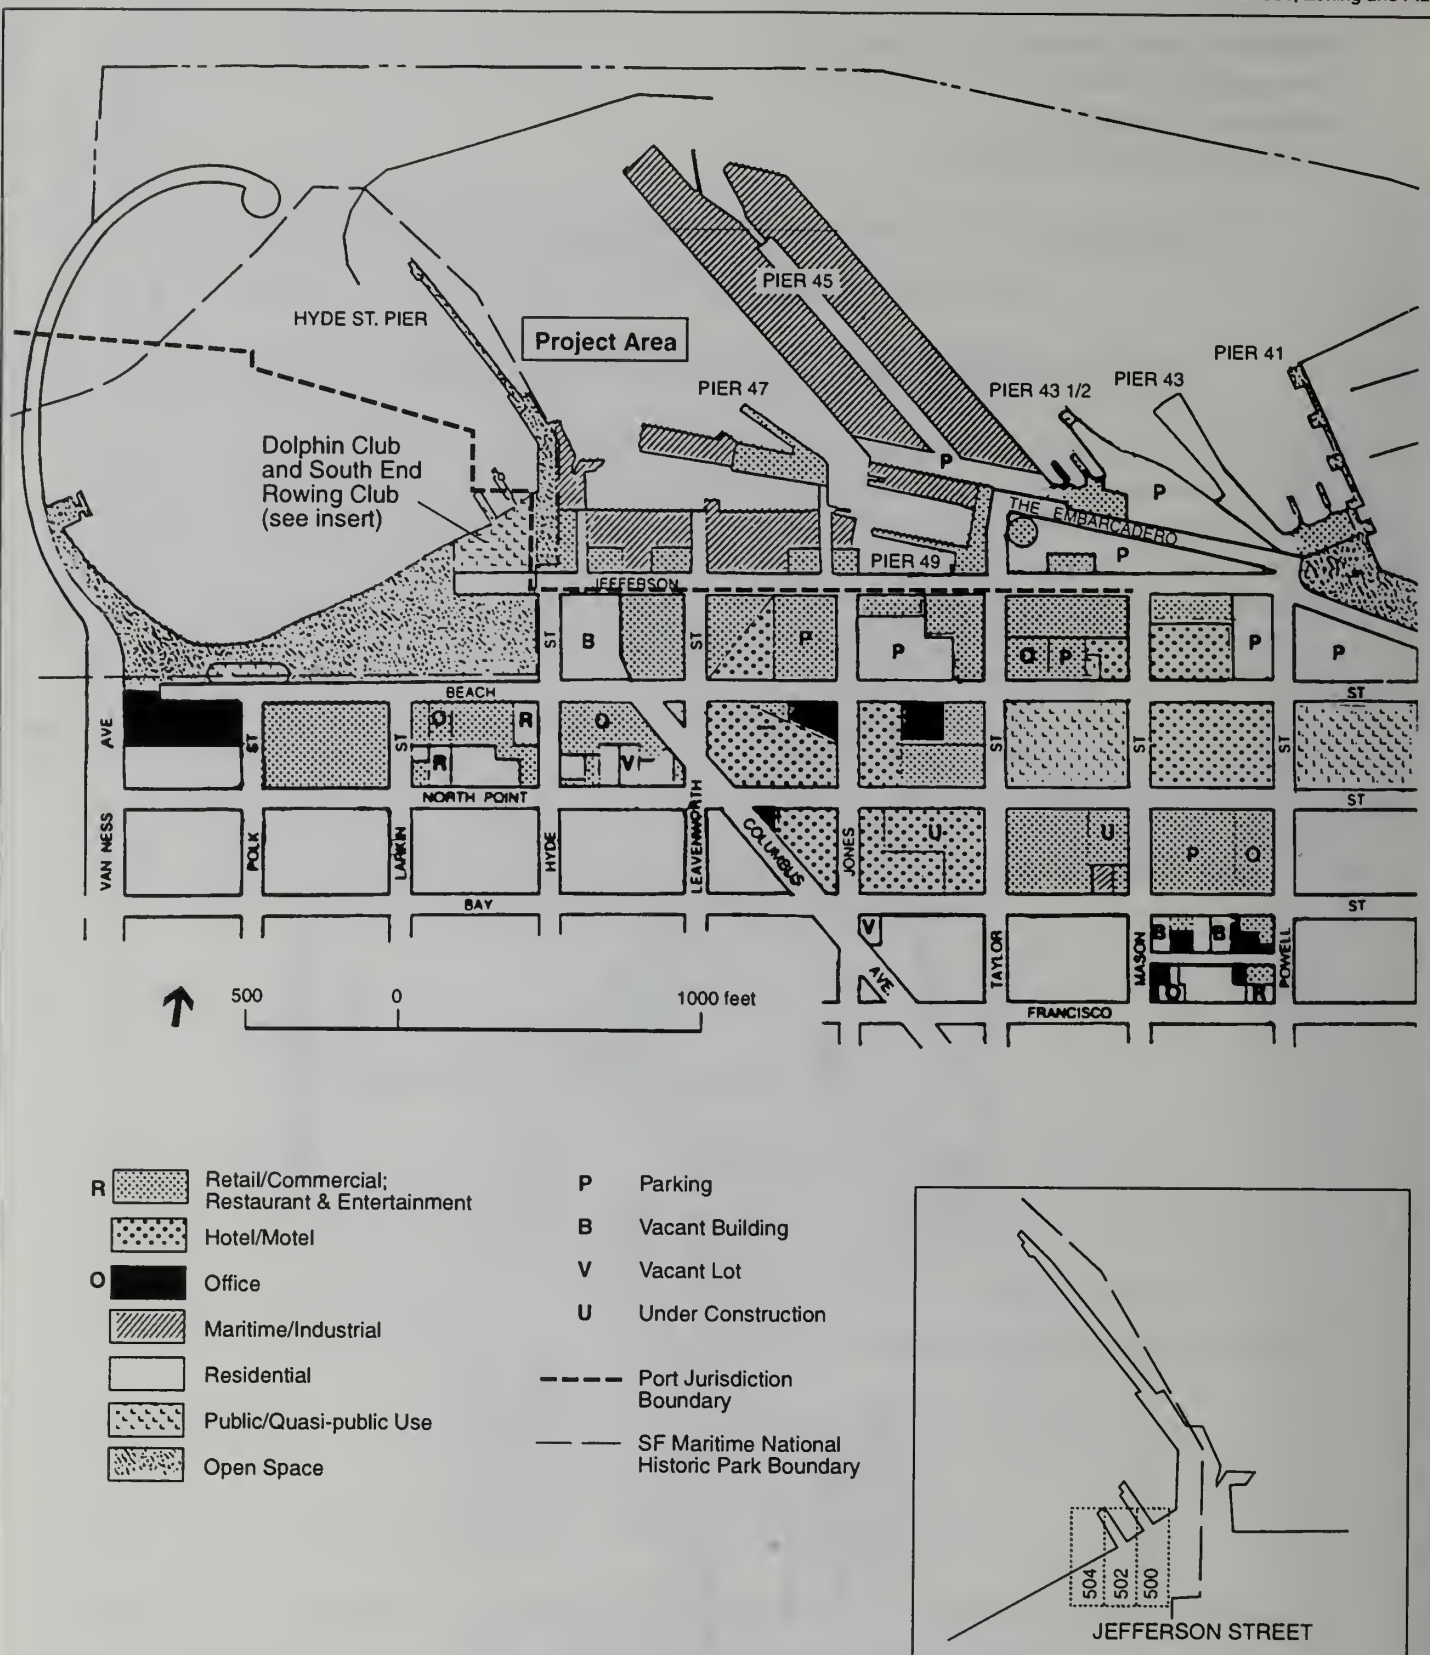 HYDE ST. PIER
Project Area
PIER 45
PIER 47
PIER 43 1/2
PIER 43
PIER 41
Dolphin Club
and South End
Rowing Club
(see insert)
P
P
THE EMBARCADERO
P
PIER 49
JEFFERSON
ST
B
ST
P
P
O
P
P
P
BEACH
ST
AVE
ST
ST
O
R
R
O
V
ST
ST
ST
NORTH POINT
ST
VAN NESS
POLK
LARKIN
HYDE
LEAVENWORTH
COLUMBUS
JONES
U
U
P
O
BAY
ST
V
AVE.
TAYLOR
MASON
B
B
POWELL
O
R
FRANCISCO
500
0
1000 feet
R
Retail/Commercial;
Restaurant & Entertainment
Hotel/Motel
O
Office
Maritime/Industrial
Residential
Public/Quasi-public Use
Open Space
P
Parking
B
Vacant Building
V
Vacant Lot
U
Under Construction
Port Jurisdiction
Boundary
SF Maritime National
Historic Park Boundary
504
502
500
JEFFERSON STREET